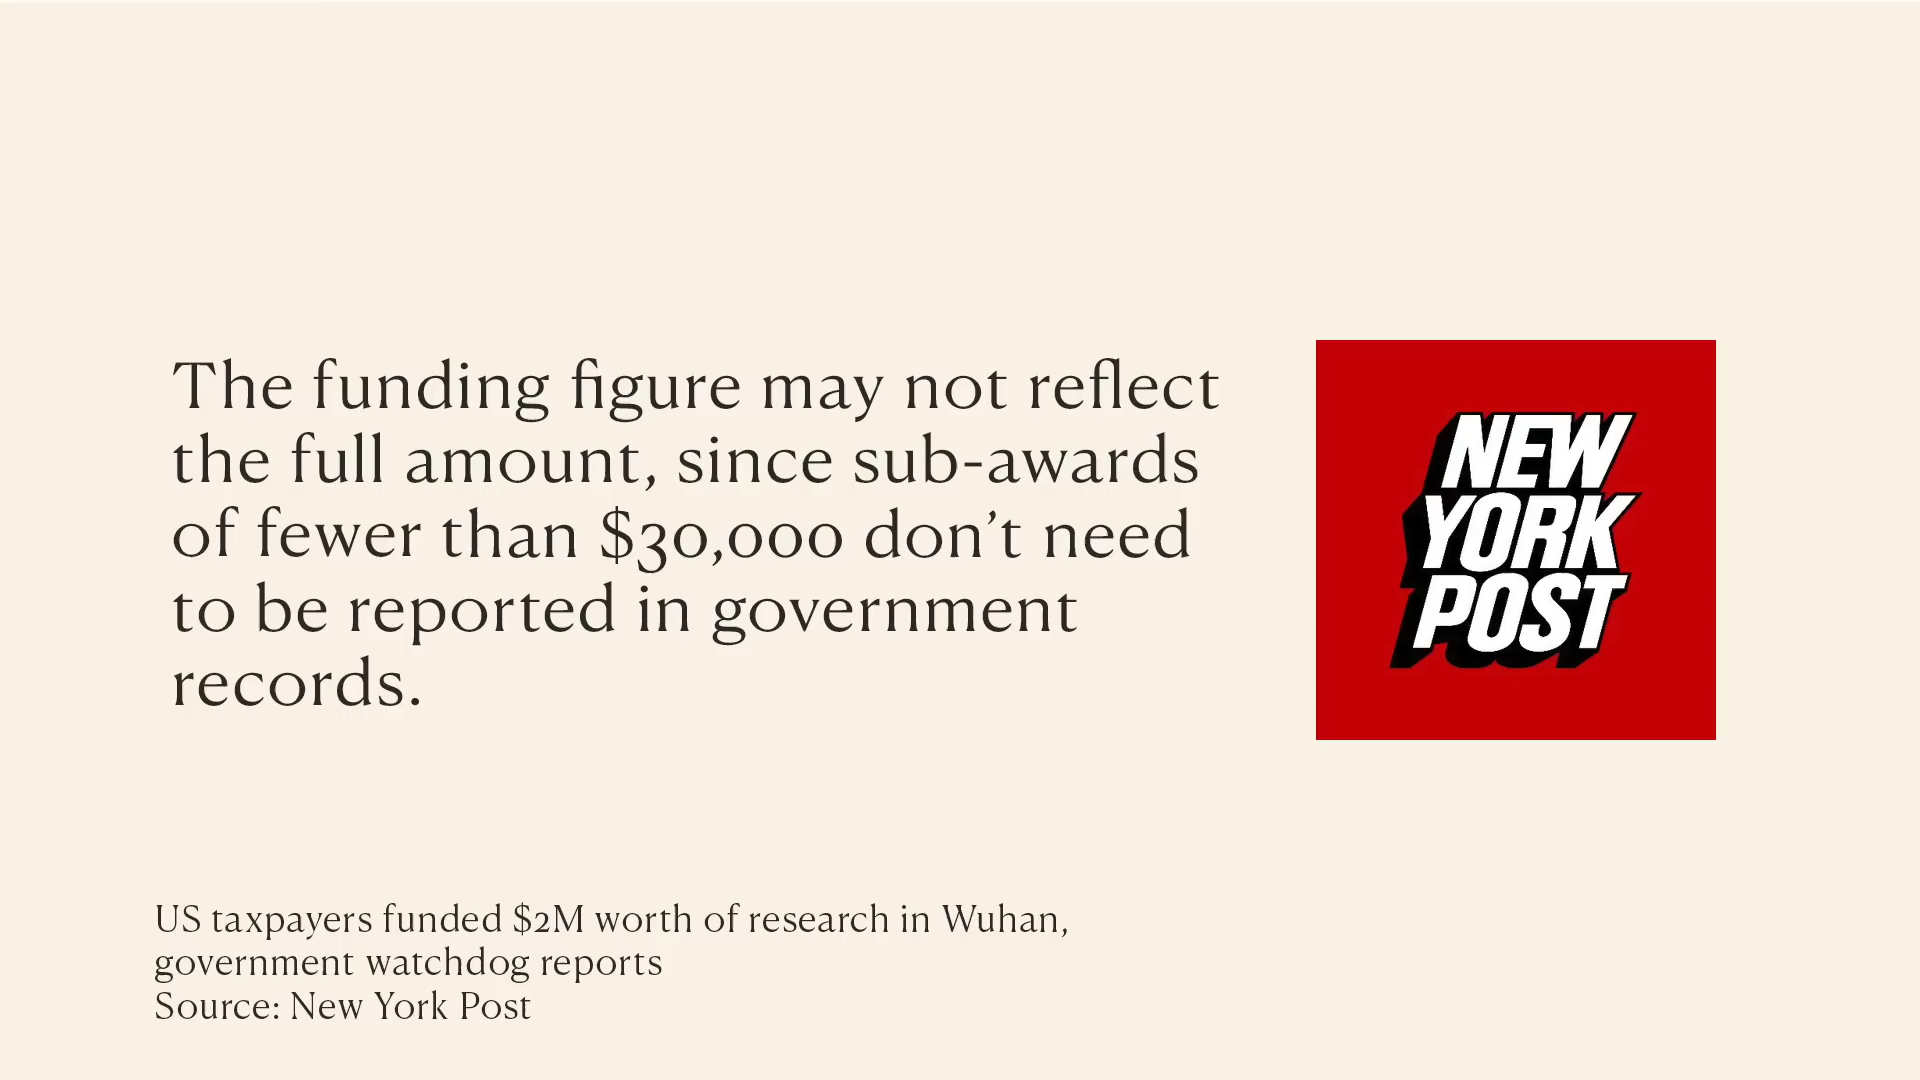 The funding figure may not reflect
the full amount, since sub-awards
of fewer than $30,000 don’t need
to be reported in government
records.
NEW
YORK
POST
US taxpayers funded $2M worth of research in Wuhan,
government watchdog reports
Source: New York Post